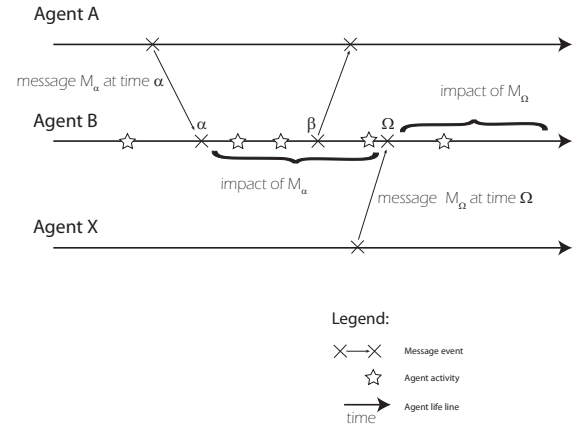 Agent A
message Mα at time α
impact of MΩ
Agent B
α
β
Ω
impact of Mα
message MΩ at time Ω
Agent X
Legend:
Message event
Agent activity
time
Agent life line